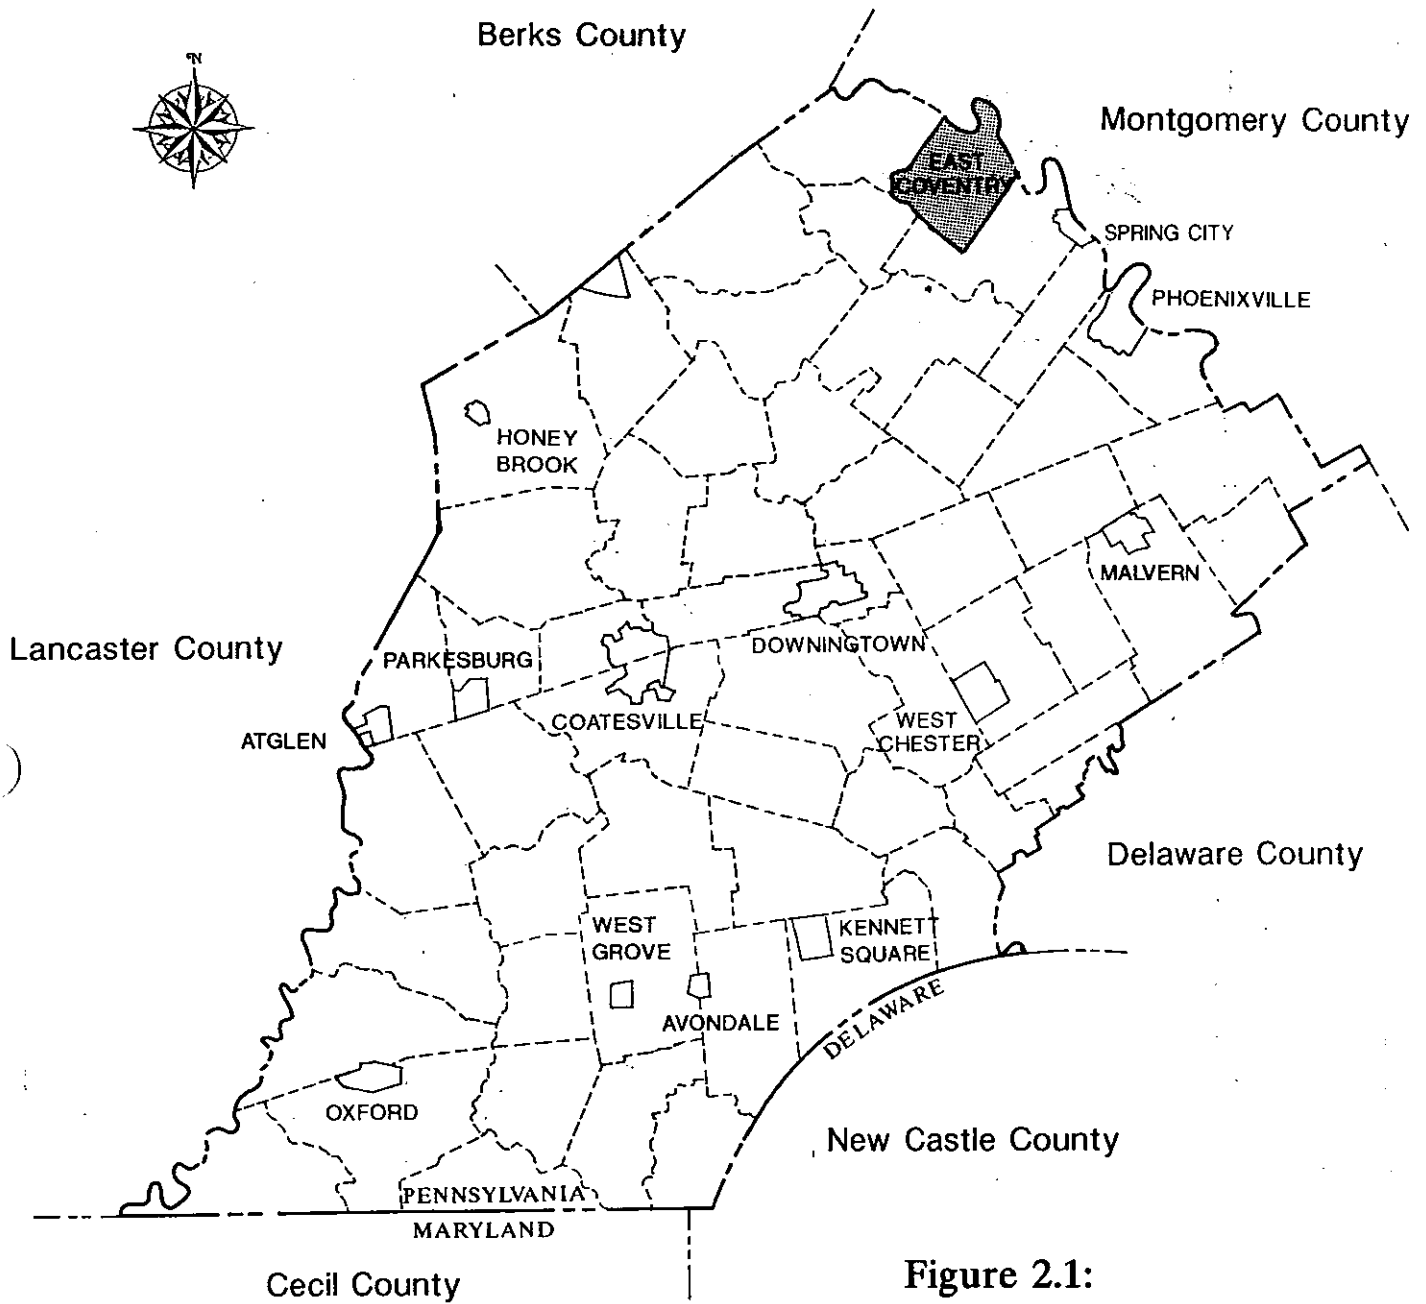 Berks County
N
Montgomery County
EAST
COVENTRY
SPRING CITY
PHOENIXVILLE
HONEY
BROOK
MALVERN
Lancaster County
PARKESBURG
DOWNINGTOWN
ATGLEN
COATESVILLE
WEST
CHESTER
Delaware County
WEST
GROVE
KENNETT
SQUARE
AVONDALE
DELAWARE
OXFORD
New Castle County
PENNSYLVANIA
MARYLAND
Cecil County
Figure 2.1: